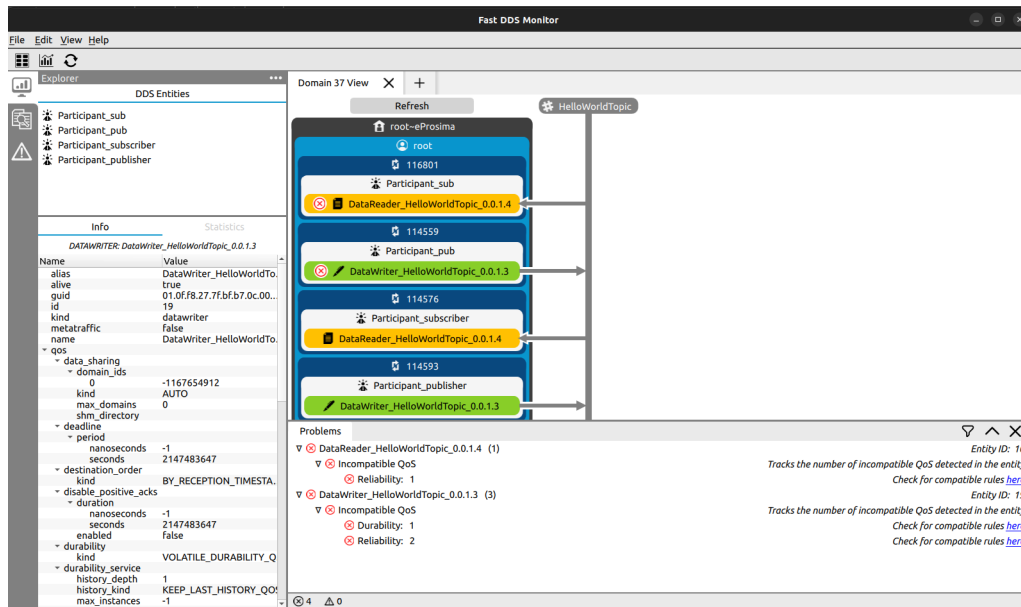 Fast DDS Monitor
File Edit View Help
Explorer
DDS Entities
Participant_sub
Participant_pub
Participant_subscriber
Participant_publisher
Info Statistics
DATAWRITER: DataWriter_HelloWorldTopic_0.0.1.3
Name Value
alias DataWriter_HelloWorldTo.
alive true
guid 01.0f.f8.27.7f.bf.b7.0c.00...
id 19
kind datawriter
metatraffic false
name DataWriter_HelloWorldTo.
qos
data_sharing
domain_ids
0 -1167654912
kind AUTO
max_domains 0
shm_directory
deadline
period
nanoseconds -1
seconds 2147483647
destination_order
kind BY_RECEPTION_TIMESTA.
disable_positive_acks
duration
nanoseconds -1
seconds 2147483647
enabled false
durability
kind VOLATILE_DURABILITY_Q
durability_service
history_depth 1
history_kind KEEP_LAST_HISTORY_QOS
max_instances -1
Domain 37 View
Refresh
HelloWorldTopic
root~eProsima
root
116801
Participant_sub
DataReader_HelloWorldTopic_0.0.1.4
114559
Participant_pub
DataWriter_HelloWorldTopic_0.0.1.3
114576
Participant_subscriber
DataReader_HelloWorldTopic_0.0.1.4
114593
Participant_publisher
DataWriter_HelloWorldTopic_0.0.1.3
Problems
DataReader_HelloWorldTopic_0.0.1.4 (1) Entity ID:
Incompatible QoS Tracks the number of incompatible QoS detected in the entit
Reliability: 1 Check for compatible rules her
DataWriter_HelloWorldTopic_0.0.1.3 (3) Entity ID:
Incompatible QoS Tracks the number of incompatible QoS detected in the entit
Durability: 1 Check for compatible rules her
Reliability: 2 Check for compatible rules her
4 0